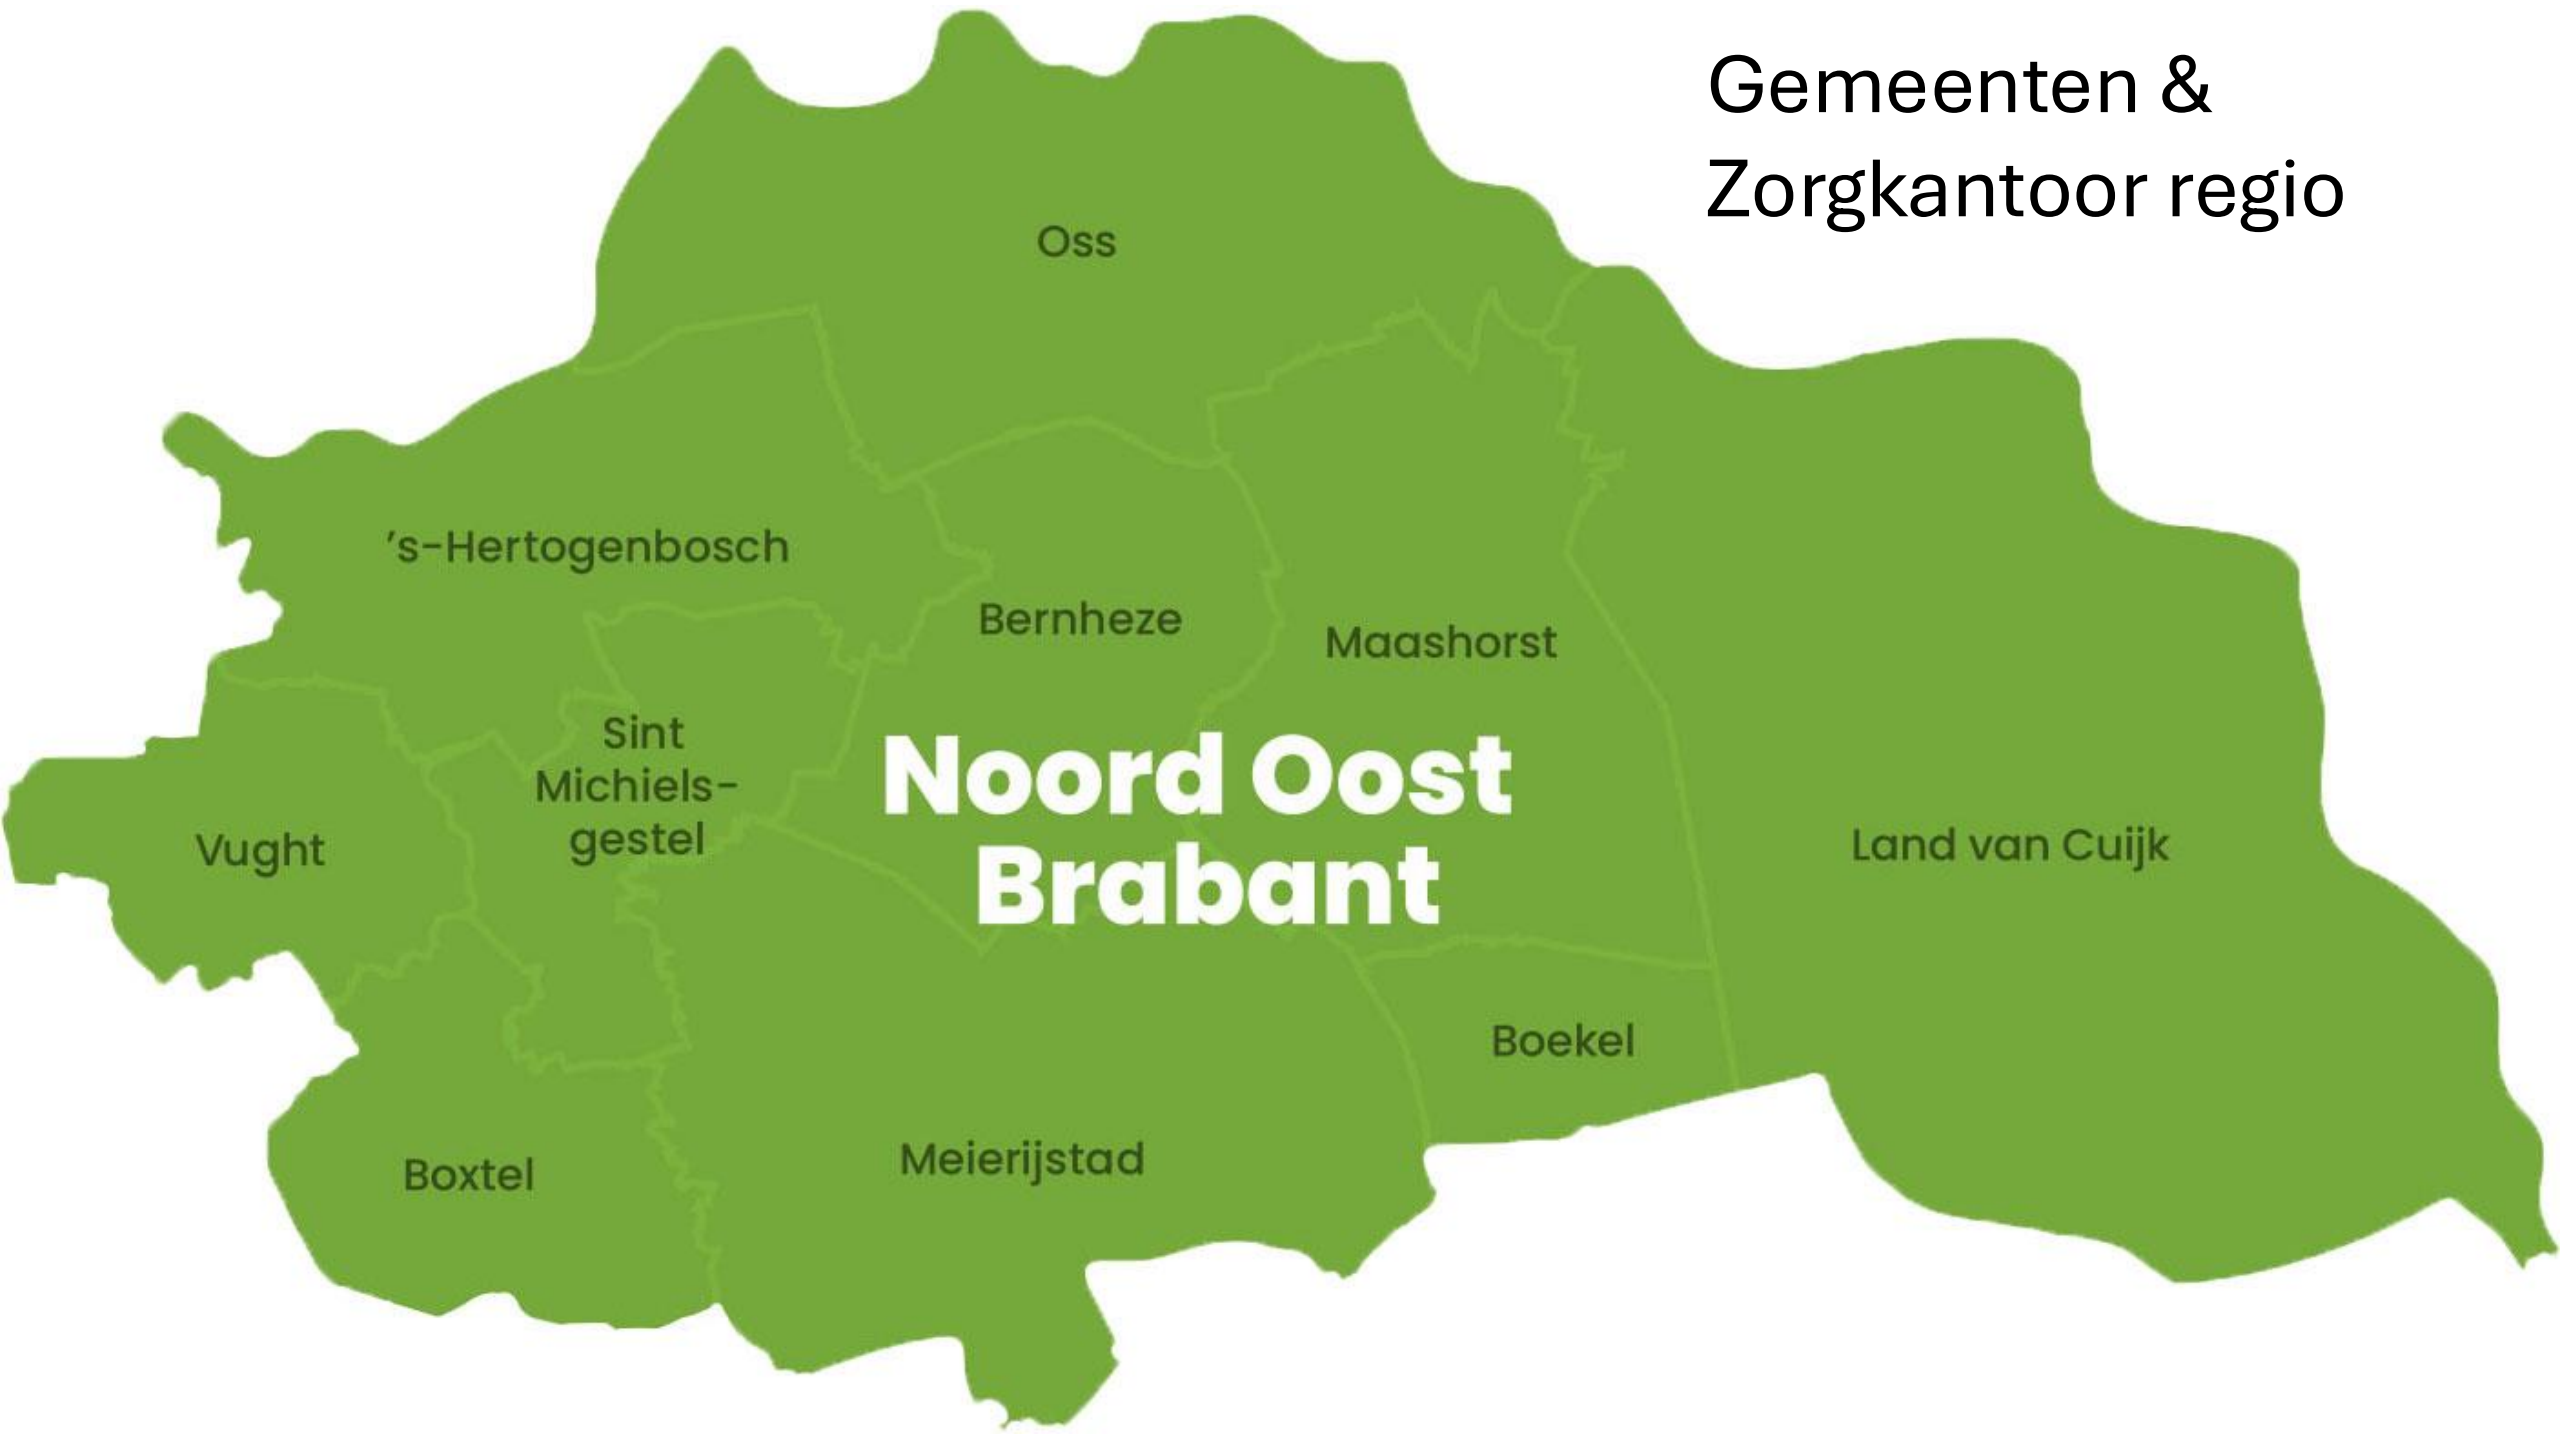 Gemeenten &
Zorgkantoor regio
Oss
's-Hertogenbosch
Bernheze
Maashorst
Sint
Michiels-
gestel
Noord Oost
Brabant
Vught
Land van Cuijk
Boekel
Meierijstad
Boxtel